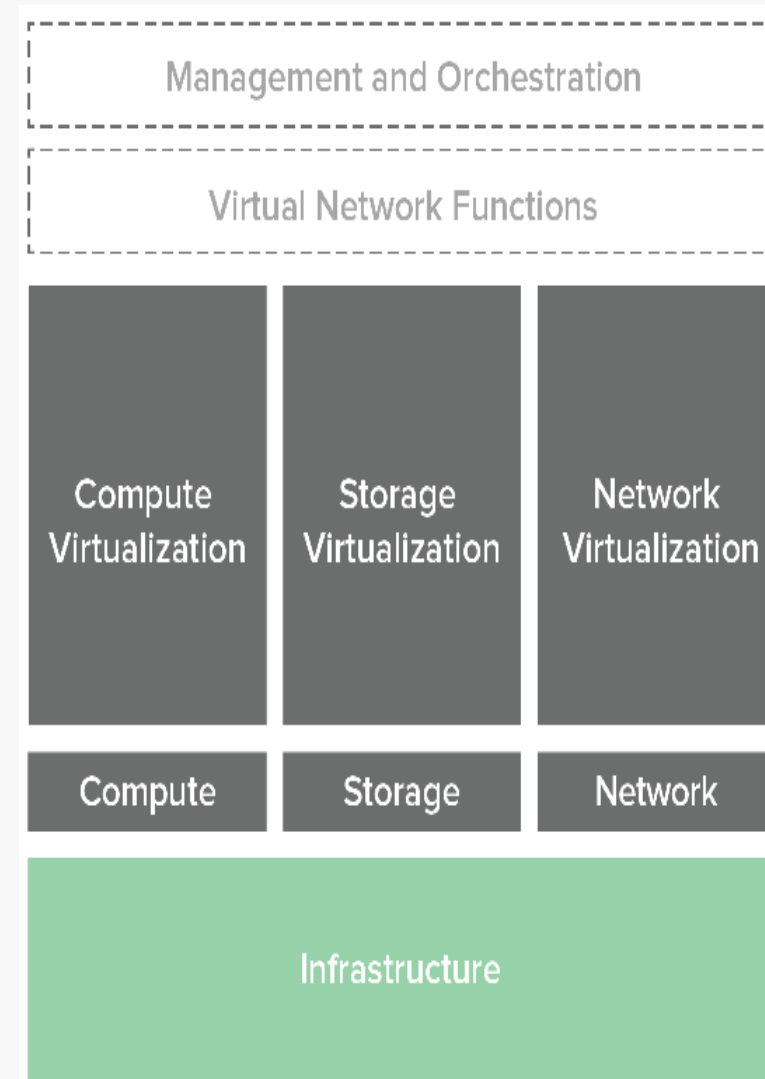 Management and Orchestration
Virtual Network Functions
Compute
Virtualization
Storage
Virtualization
Network
Virtualization
Compute
Storage
Network
Infrastructure